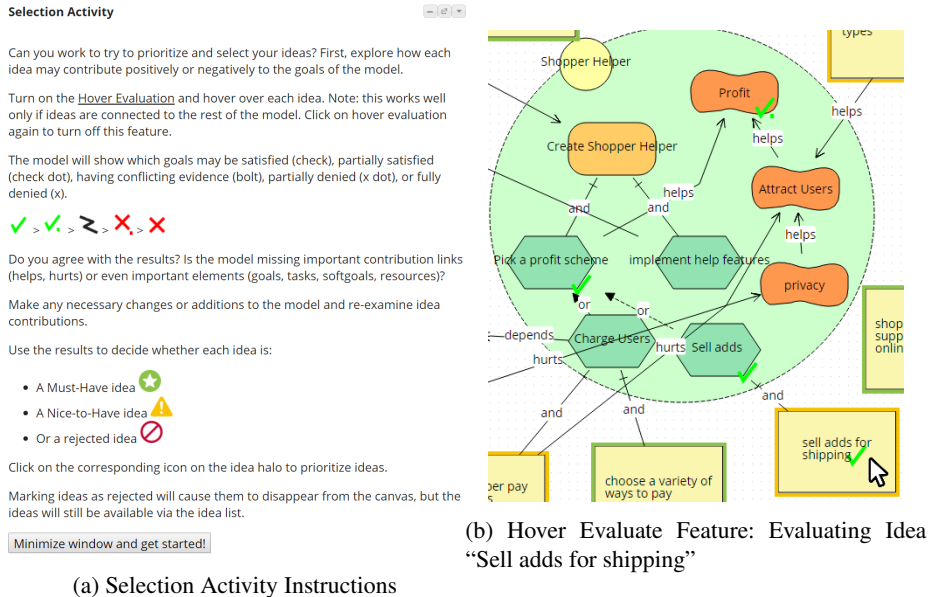 Selection Activity
Can you work to try to prioritize and select your ideas? First, explore how each
idea may contribute positively or negatively to the goals of the model.
Turn on the Hover Evaluation and hover over each idea. Note: this works well
only if ideas are connected to the rest of the model. Click on hover evaluation
again to turn off this feature.
The model will show which goals may be satisfied (check), partially satisfied
(check dot), having conflicting evidence (bolt), partially denied (x dot), or fully
denied (x).
> > > >
Do you agree with the results? Is the model missing important contribution links
(helps, hurts) or even important elements (goals, tasks, softgoals, resources)?
Make any necessary changes or additions to the model and re-examine idea
contributions.
Use the results to decide whether each idea is:
• A Must-Have idea
• A Nice-to-Have idea
• Or a rejected idea
Click on the corresponding icon on the idea halo to prioritize ideas.
Marking ideas as rejected will cause them to disappear from the canvas, but the
ideas will still be available via the idea list.
Minimize window and get started!
(a) Selection Activity Instructions
types
Shopper Helper
Profit
helps
helps
Create Shopper Helper
Attract Users
helps
and
and
helps
Pick a profit scheme
implement help features
privacy
or
or
shop
supp
onlin
depends
Charge Users
hurts
Sell adds
hurts
and
and
and
sell adds for
shipping
per pay
s
choose a variety of
ways to pay
(b) Hover Evaluate Feature: Evaluating Idea
“Sell adds for shipping”